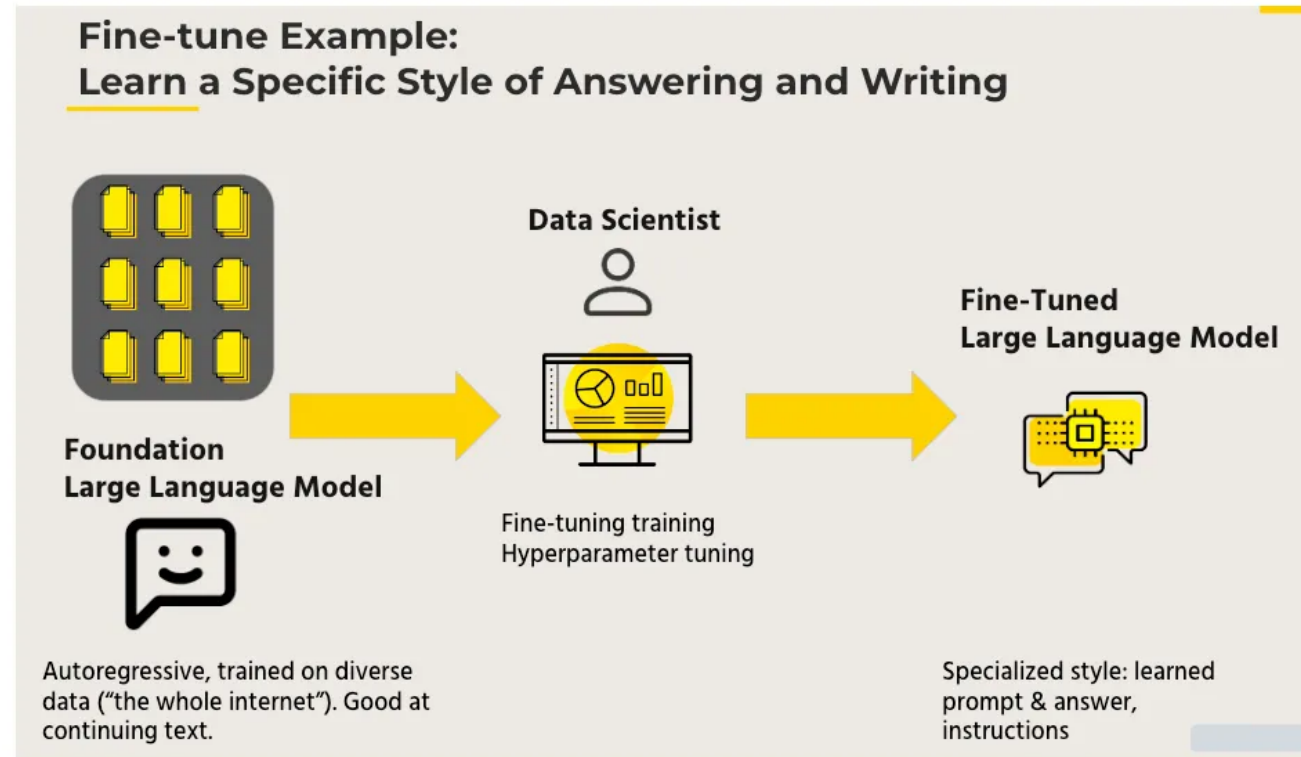 Fine-tune Example:
Learn a Specific Style of Answering and Writing
Data Scientist
Fine-Tuned
Large Language Model
Foundation
Large Language Model
Fine-tuning training
Hyperparameter tuning
Autoregressive, trained on diverse
data (“the whole internet”). Good at
continuing text.
Specialized style: learned
prompt & answer,
instructions